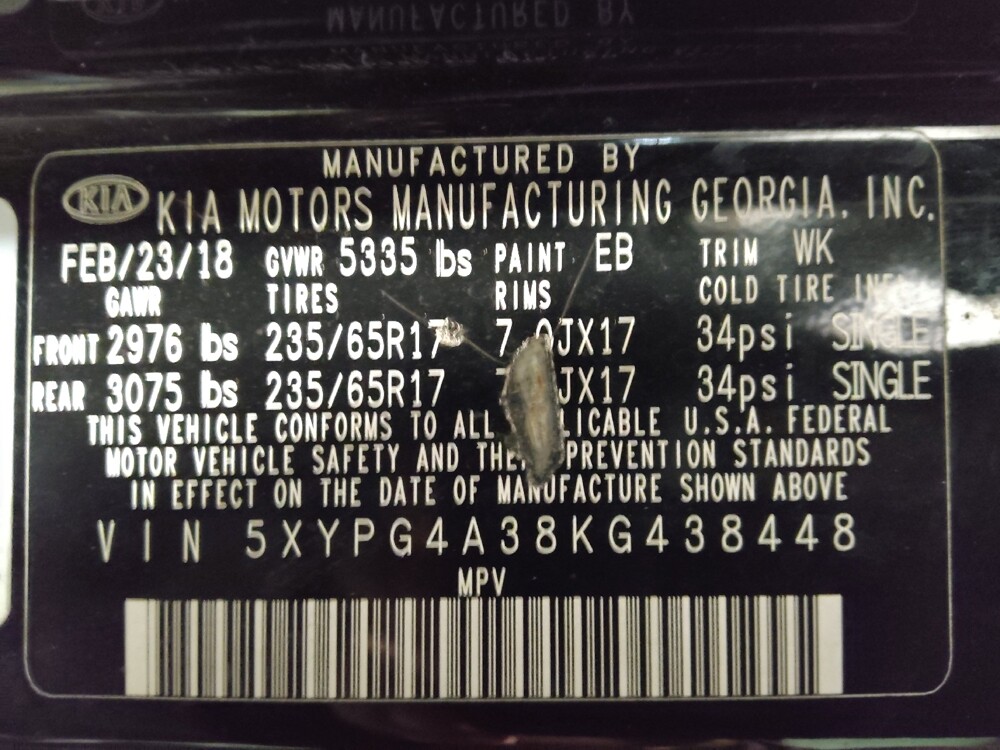 MANUFACTURED BY
MANUFACTURED BY
KIA KIA MOTORS MANUFACTURING GEORGIA, INC.
FEB/23/18 GVWR 5335 lbs PAINT EB TRIM WK
GAWR TIRES RIMS COLD TIRE
FRONT 2976 lbs 235/65R17 JX17 34psi SINGLE
REAR 3075 lbs 235/65R17 JX17 34psi SINGLE
THIS VEHICLE CONFORMS TO ALL U.S.A. FEDERAL
MOTOR VEHICLE SAFETY AND PREVENTION STANDARDS
IN EFFECT ON THE DATE OF MANUFACTURE SHOWN ABOVE
VIN 5XYPG4A38KG438448
MPV